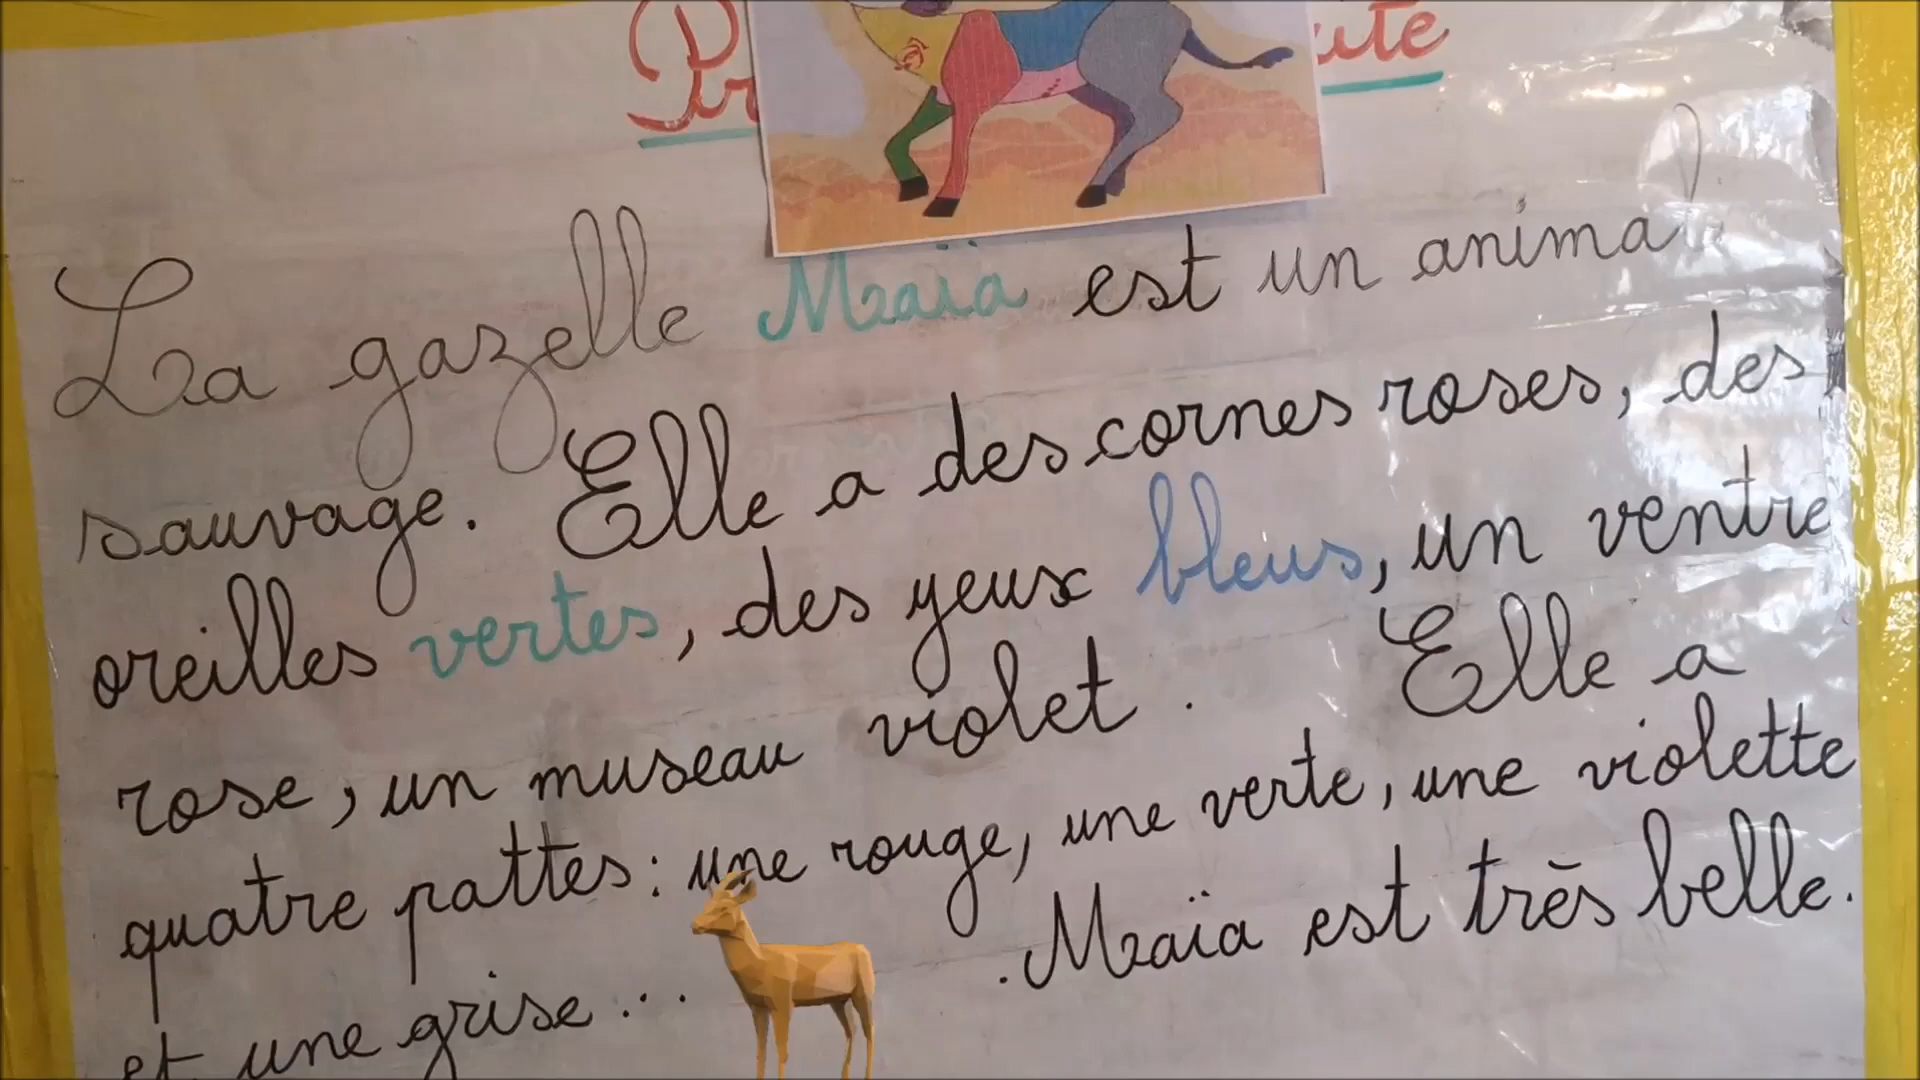 La gazelle Maïa est un animal
sauvage. Elle a des cornes roses, des
oreilles vertes, des yeux bleus, un ventre
rose, un museau violet. Elle a
quatre pattes : une rouge, une verte, une violette
et une grise... . Maïa est très belle.